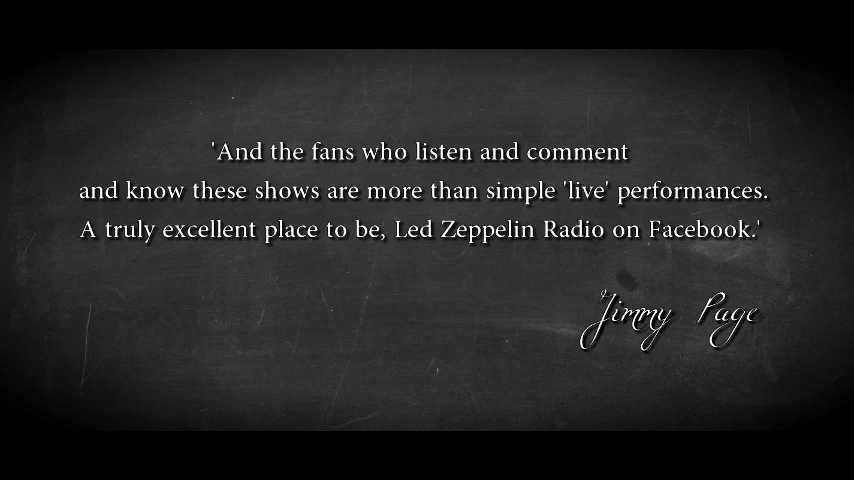 'And the fans who listen and comment
and know these shows are more than simple 'live' performances.
A truly excellent place to be, Led Zeppelin Radio on Facebook.'
Jimmy Page